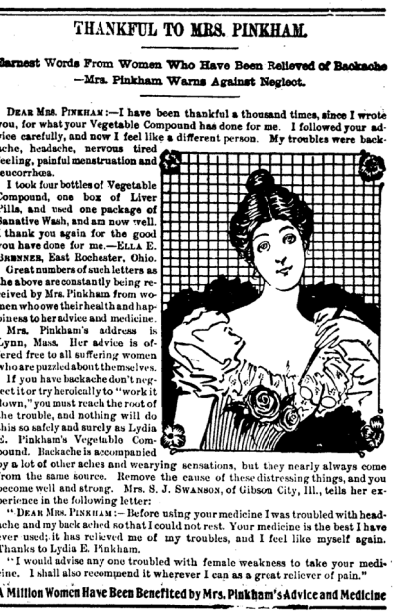 THANKFUL TO MRS. PINKHAM.
Earnest Words From Women Who Have Been Relieved of Backache
—Mrs. Pinkham Warns Against Neglect.
DEAR MRS. PINKHAM:—I have been thankful a thousand times, since I wrote
you, for what your Vegetable Compound has done for me. I followed your ad-
vice carefully, and now I feel like a different person. My troubles were back-
ache, headache, nervous tired
feeling, painful menstruation and
leucorrhœa.
I took four bottles of Vegetable
Compound, one box of Liver
Pills, and used one package of
Sanative Wash, and am now well.
I thank you again for the good
you have done for me.—ELLA E.
BRENNER, East Rochester, Ohio.
Great numbers of such letters as
the above are constantly being re-
ceived by Mrs. Pinkham from wo-
men who owe their health and hap-
piness to her advice and medicine.
Mrs. Pinkham's address is
Lynn, Mass. Her advice is of-
fered free to all suffering women
who are puzzled about themselves.
If you have backache don't neg-
lect it or try heroically to "work it
down," you must reach the root of
the trouble, and nothing will do
this so safely and surely as Lydia
E. Pinkham's Vegetable Com-
pound. Backache is accompanied
by a lot of other aches and wearying sensations, but they nearly always come
from the same source. Remove the cause of these distressing things, and you
become well and strong. Mrs. S. J. SWANSON, of Gibson City, Ill., tells her ex-
perience in the following letter:
"DEAR MRS. PINKHAM:—Before using your medicine I was troubled with head-
ache and my back ached so that I could not rest. Your medicine is the best I have
ever used; it has relieved me of my troubles, and I feel like myself again.
Thanks to Lydia E. Pinkham.
"I would advise any one troubled with female weakness to take your medi-
cine. I shall also recommend it wherever I can as a great reliever of pain."
A Million Women Have Been Benefited by Mrs. Pinkham's Advice and Medicine